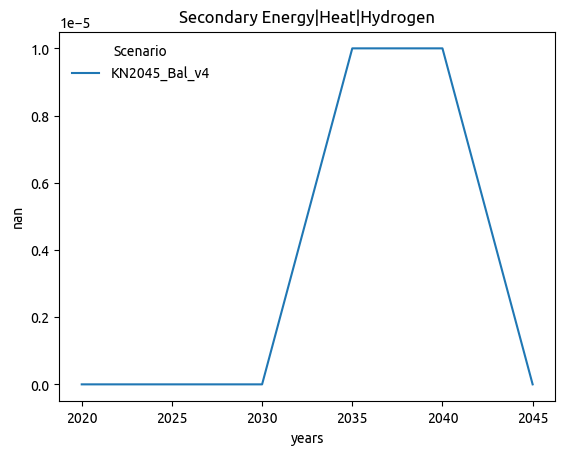 Secondary Energy|Heat|Hydrogen
1e−5
Scenario
KN2045_Bal_v4
1.0
0.8
0.6
0.4
0.2
0.0
nan
2020 2025 2030 2035 2040 2045
years